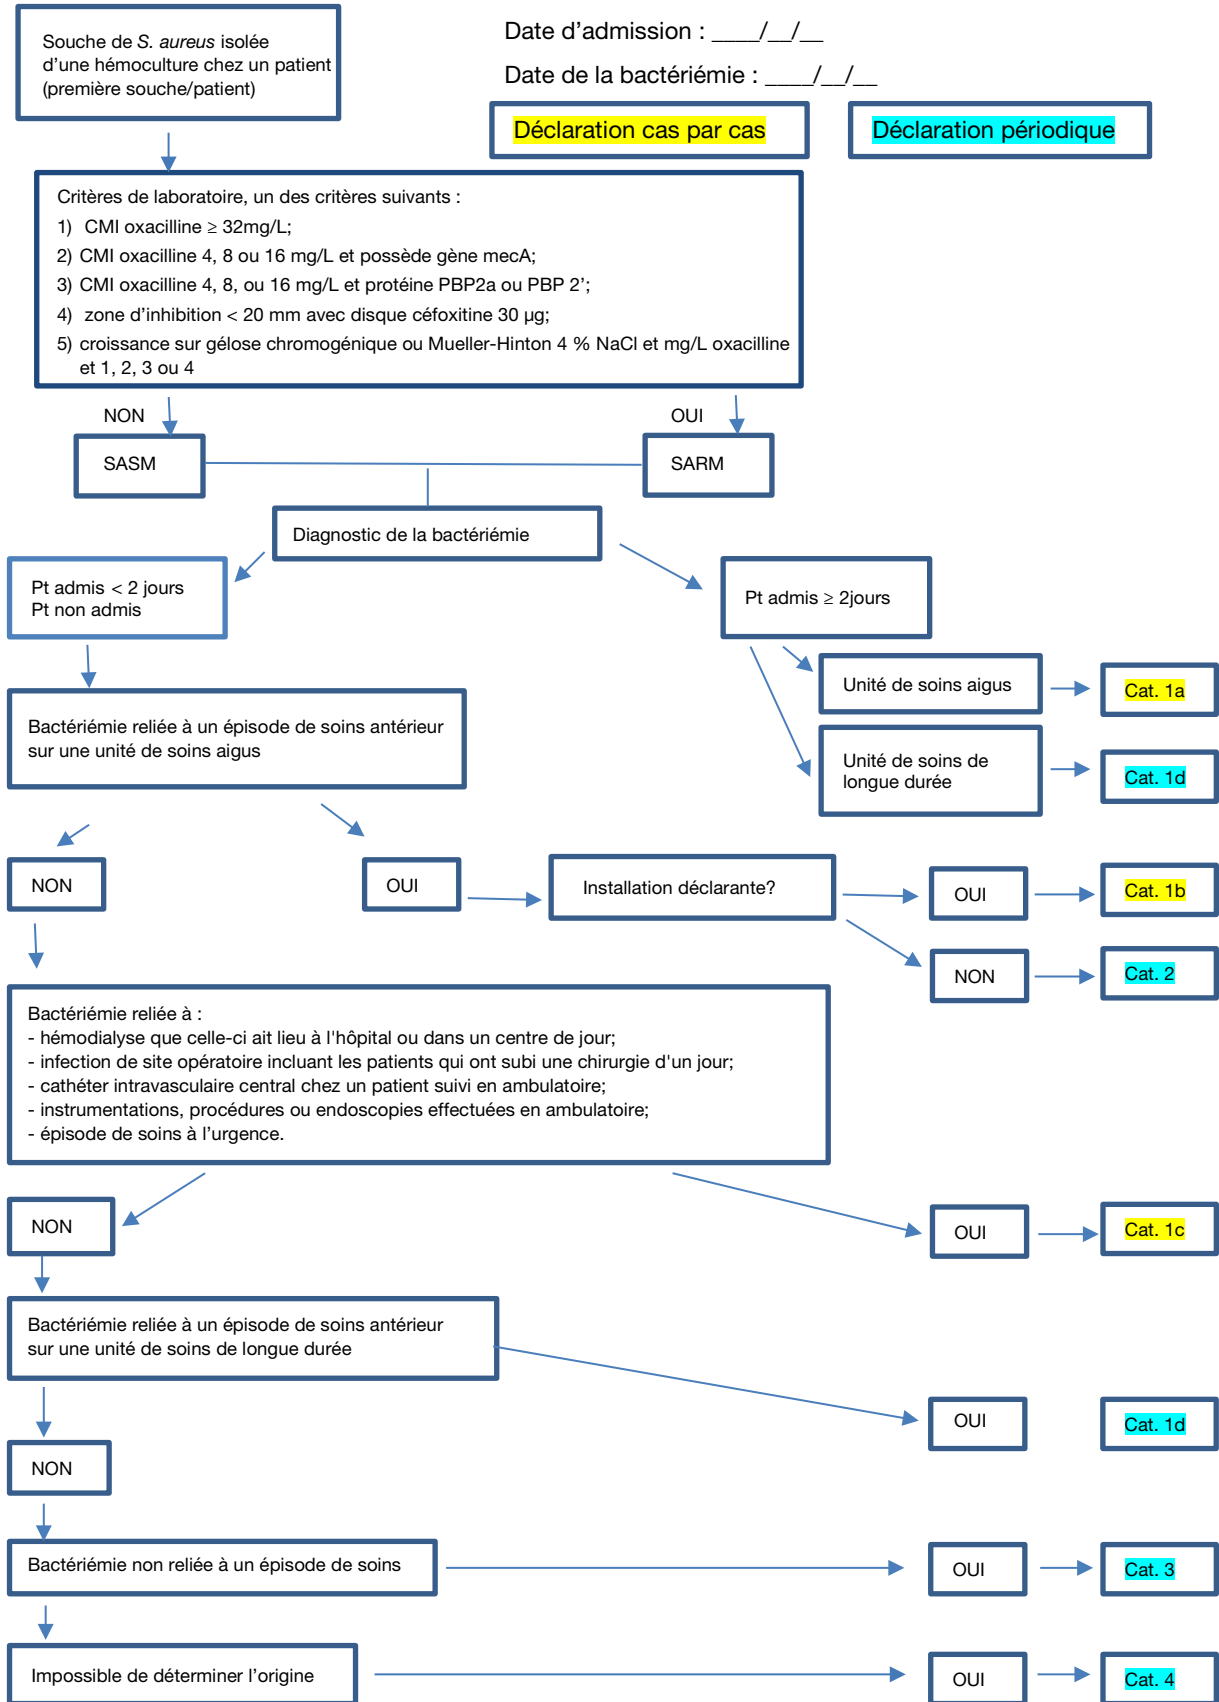 Souche de S. aureus isolée
d’une hémoculture chez un patient
(première souche/patient)
Date d’admission : ____/__/__
Date de la bactériémie : ____/__/__
Déclaration cas par cas
Déclaration périodique
Critères de laboratoire, un des critères suivants :
1) CMI oxacilline ≥ 32mg/L;
2) CMI oxacilline 4, 8 ou 16 mg/L et possède gène mecA;
3) CMI oxacilline 4, 8, ou 16 mg/L et protéine PBP2a ou PBP 2’;
4) zone d’inhibition < 20 mm avec disque céfoxitine 30 µg;
5) croissance sur gélose chromogénique ou Mueller-Hinton 4 % NaCl et mg/L oxacilline
et 1, 2, 3 ou 4
NON
OUI
SASM
SARM
Diagnostic de la bactériémie
Pt admis < 2 jours
Pt non admis
Pt admis ≥ 2jours
Unité de soins aigus
Cat. 1a
Bactériémie reliée à un épisode de soins antérieur
sur une unité de soins aigus
Unité de soins de
longue durée
Cat. 1d
NON
OUI
Installation déclarante?
OUI
Cat. 1b
NON
Cat. 2
Bactériémie reliée à :
- hémodialyse que celle-ci ait lieu à l'hôpital ou dans un centre de jour;
- infection de site opératoire incluant les patients qui ont subi une chirurgie d'un jour;
- cathéter intravasculaire central chez un patient suivi en ambulatoire;
- instrumentations, procédures ou endoscopies effectuées en ambulatoire;
- épisode de soins à l’urgence.
NON
OUI
Cat. 1c
Bactériémie reliée à un épisode de soins antérieur
sur une unité de soins de longue durée
OUI
Cat. 1d
NON
Bactériémie non reliée à un épisode de soins
OUI
Cat. 3
Impossible de déterminer l’origine
OUI
Cat. 4